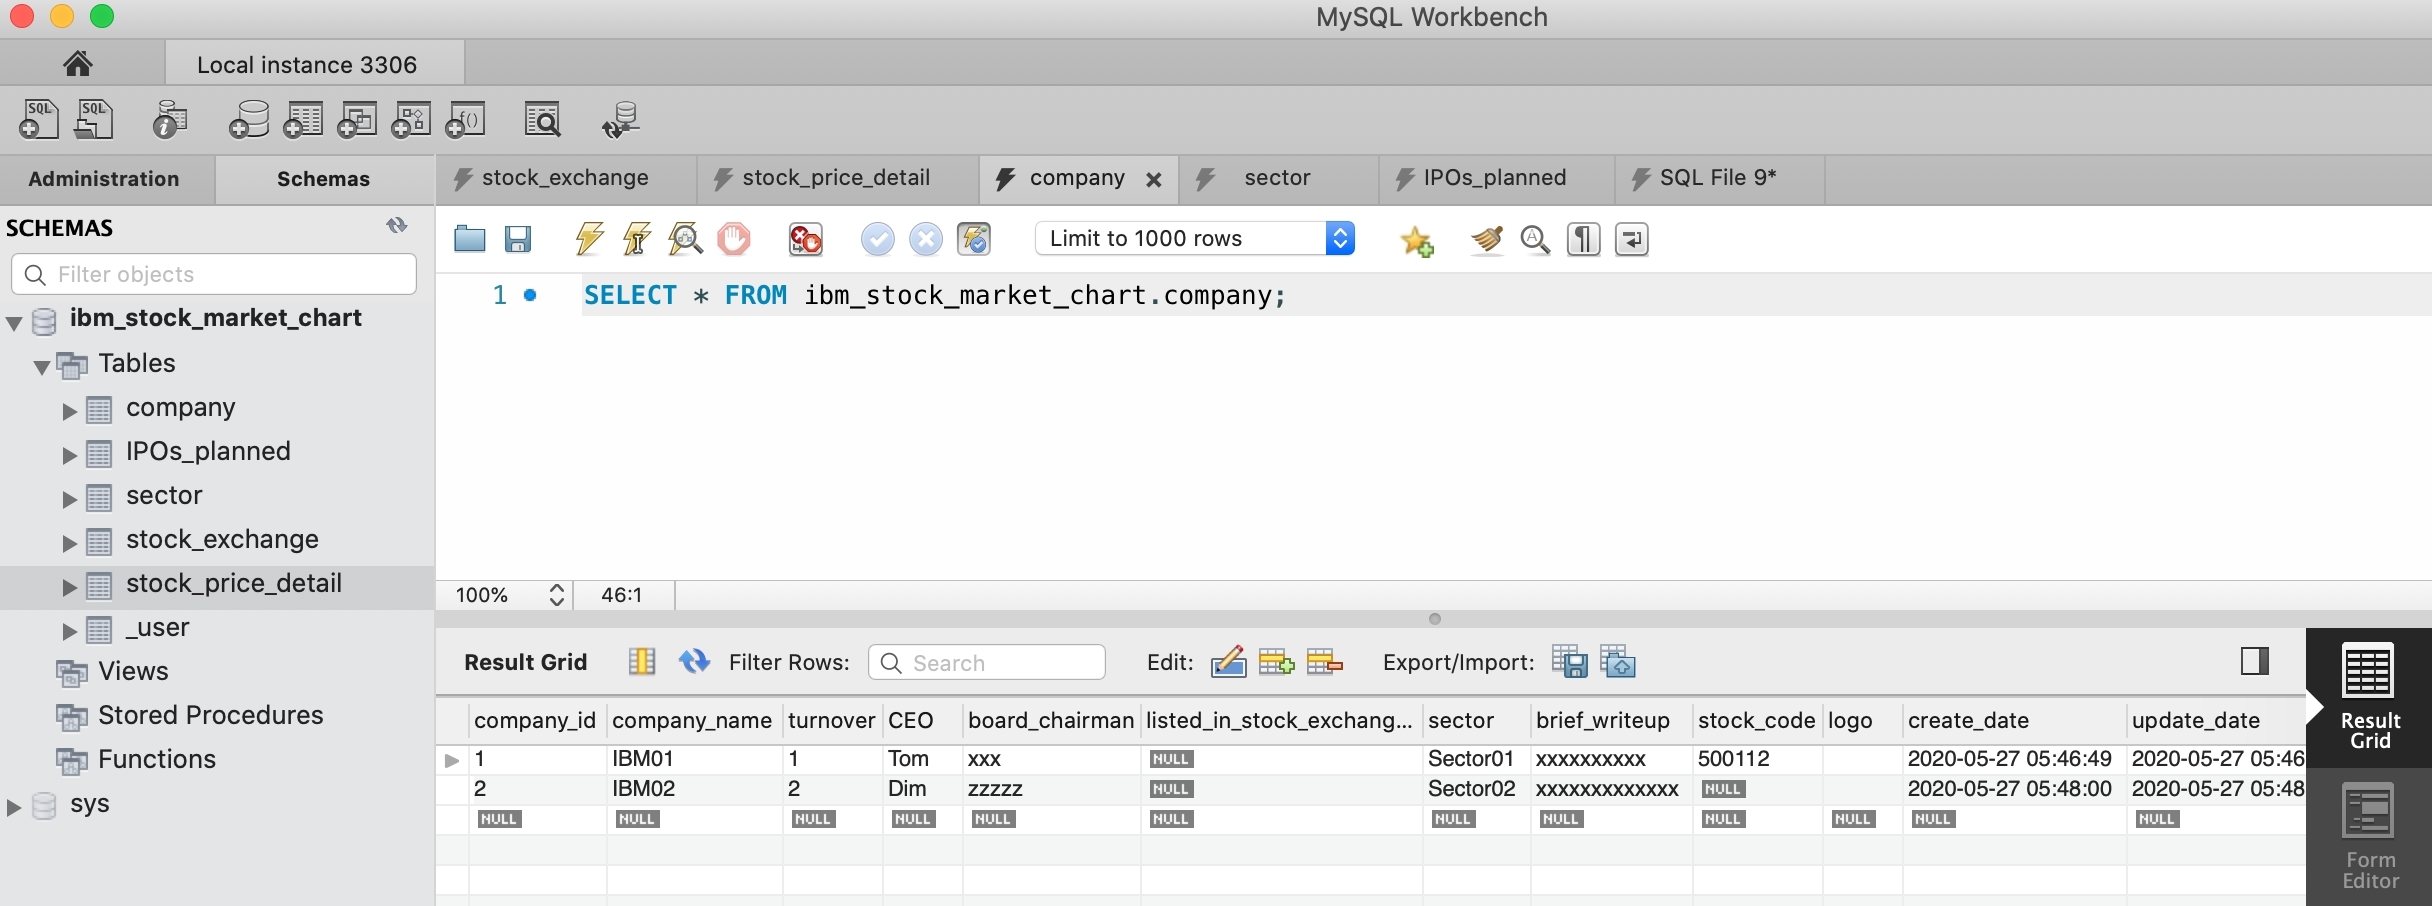 MySQL Workbench
Local instance 3306
SQL SQL f()
Administration Schemas
stock_exchange stock_price_detail company sector IPOs_planned SQL File 9*
SCHEMAS
Filter objects
ibm_stock_market_chart
Tables
company
IPOs_planned
sector
stock_exchange
stock_price_detail
_user
Views
Stored Procedures
Functions
sys
Limit to 1000 rows
1 SELECT * FROM ibm_stock_market_chart.company;
100% 46:1
Result Grid Filter Rows: Search Edit: Export/Import:
company_id company_name turnover CEO board_chairman listed_in_stock_exchang... sector brief_writeup stock_code logo create_date update_date
1 IBM01 1 Tom xxx NULL Sector01 xxxxxxxxxx 500112 2020-05-27 05:46:49 2020-05-27 05:46
2 IBM02 2 Dim zzzzz NULL Sector02 xxxxxxxxxxxxx NULL 2020-05-27 05:48:00 2020-05-27 05:48
NULL NULL NULL NULL NULL NULL NULL NULL NULL NULL NULL NULL
Result
Grid
Form
Editor